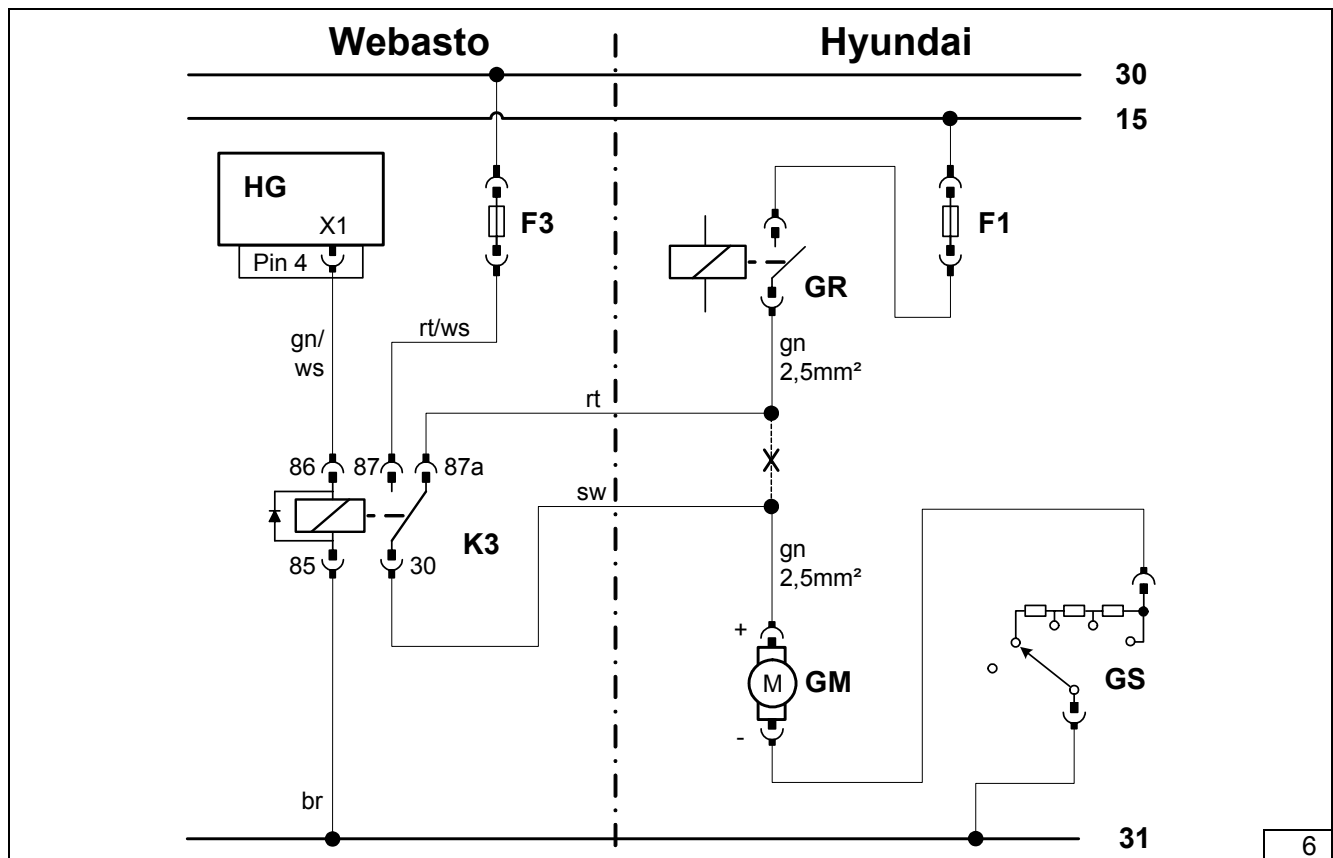 Webasto
Hyundai
30
15
HG
X1
Pin 4
F3
F1
GR
gn/
ws
rt/ws
gn
2,5mm²
rt
86
87
87a
sw
K3
85
30
gn
2,5mm²
+
M
GM
-
GS
br
31
6